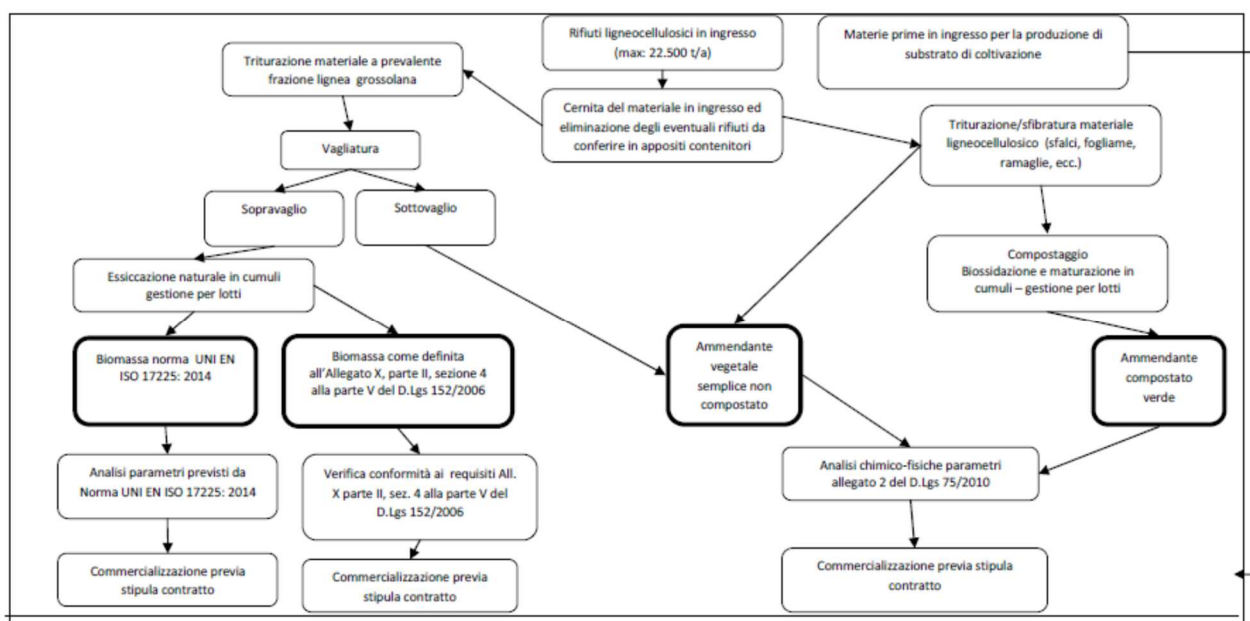 Rifiuti ligneocellulosici in ingresso
(max: 22.500 t/a)
Materie prime in ingresso per la produzione di
substrato di coltivazione
Triturazione materiale a prevalente
frazione lignea grossolana
Cernita del materiale in ingresso ed
eliminazione degli eventuali rifiuti da
conferire in appositi contenitori
Triturazione/sfibratura materiale
ligneocellulosico (sfalci, fogliame,
ramaglie, ecc.)
Vagliatura
Sopravaglio
Sottovaglio
Compostaggio
Biossidazione e maturazione in
cumuli – gestione per lotti
Essiccazione naturale in cumuli
gestione per lotti
Biomassa norma UNI EN
ISO 17225: 2014
Biomassa come definita
all'Allegato X, parte II, sezione 4
alla parte V del D.Lgs 152/2006
Ammendante
vegetale
semplice non
compostato
Ammendante
compostato
verde
Analisi parametri previsti da
Norma UNI EN ISO 17225: 2014
Verifica conformità ai requisiti All.
X parte II, sez. 4 alla parte V del
D.Lgs 152/2006
Analisi chimico-fisiche parametri
allegato 2 del D.Lgs 75/2010
Commercializzazione previa
stipula contratto
Commercializzazione previa
stipula contratto
Commercializzazione previa stipula
contratto